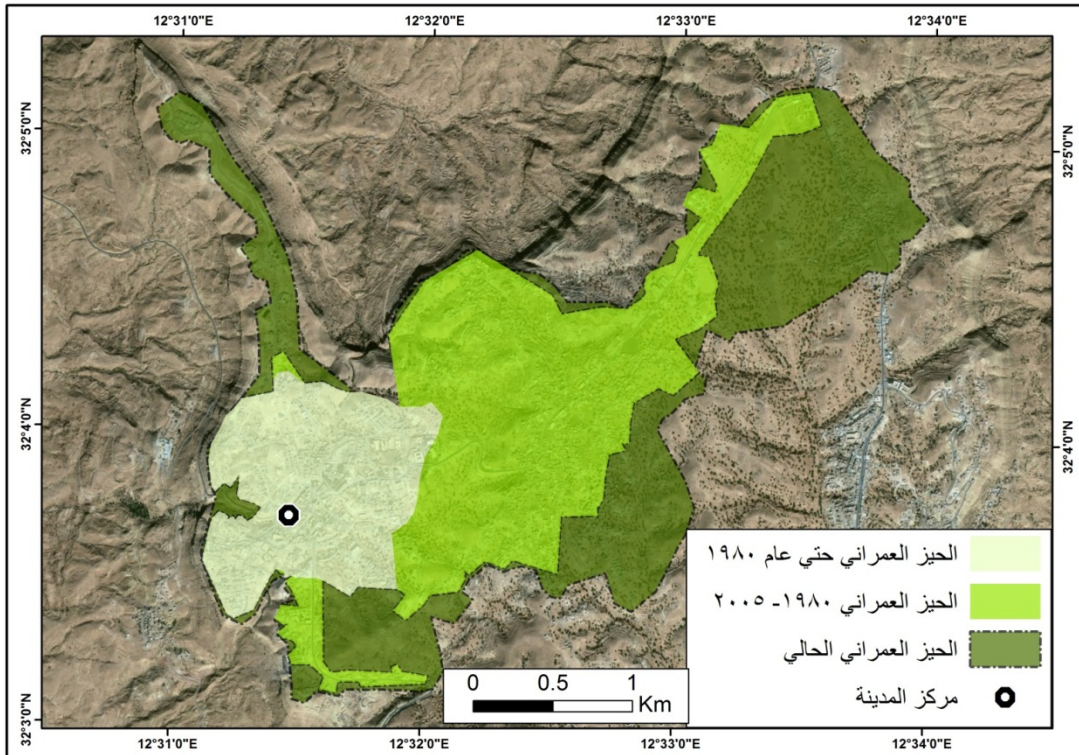 12°31'0"E 12°32'0"E 12°33'0"E 12°34'0"E
32°5'0"N 32°5'0"N
32°4'0"N 32°4'0"N
الحيز العمراني حتي عام ١٩٨٠
الحيز العمراني ١٩٨٠- ٢٠٠٥
الحيز العمراني الحالي
مركز المدينة
0 0.5 1
Km
32°3'0"N 32°3'0"N
12°31'0"E 12°32'0"E 12°33'0"E 12°34'0"E